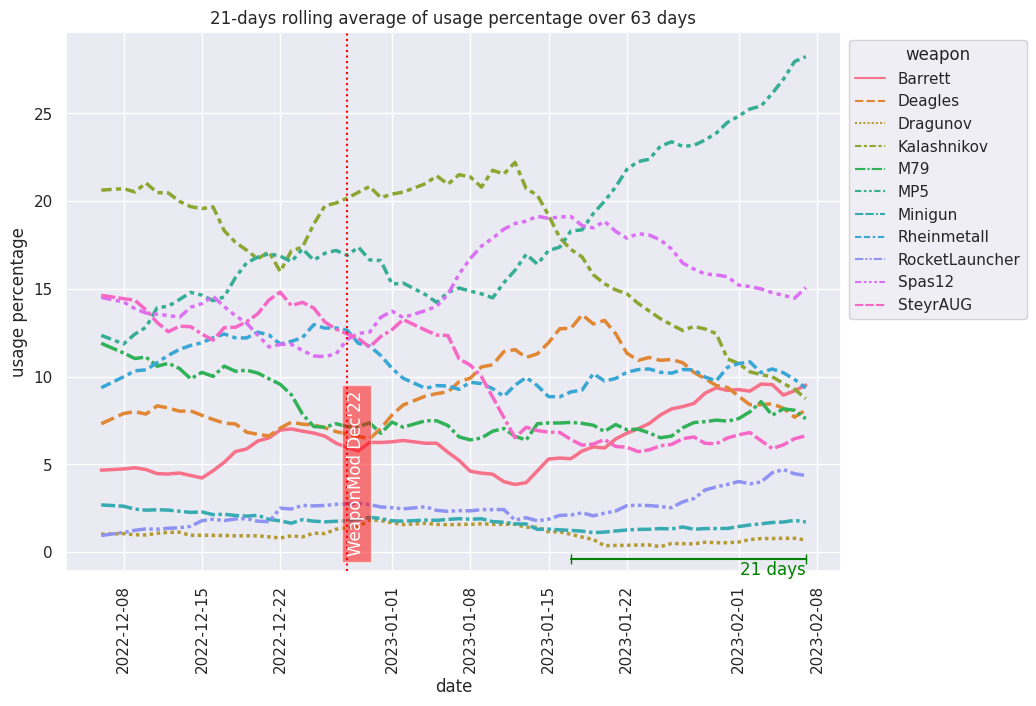 21-days rolling average of usage percentage over 63 days
usage percentage
25
20
15
10
5
0
WeaponMod Dec'22
21 days
2022-12-08
2022-12-15
2022-12-22
2023-01-01
2023-01-08
2023-01-15
2023-01-22
2023-02-01
2023-02-08
date
weapon
Barrett
Deagles
Dragunov
Kalashnikov
M79
MP5
Minigun
Rheinmetall
RocketLauncher
Spas12
SteyrAUG